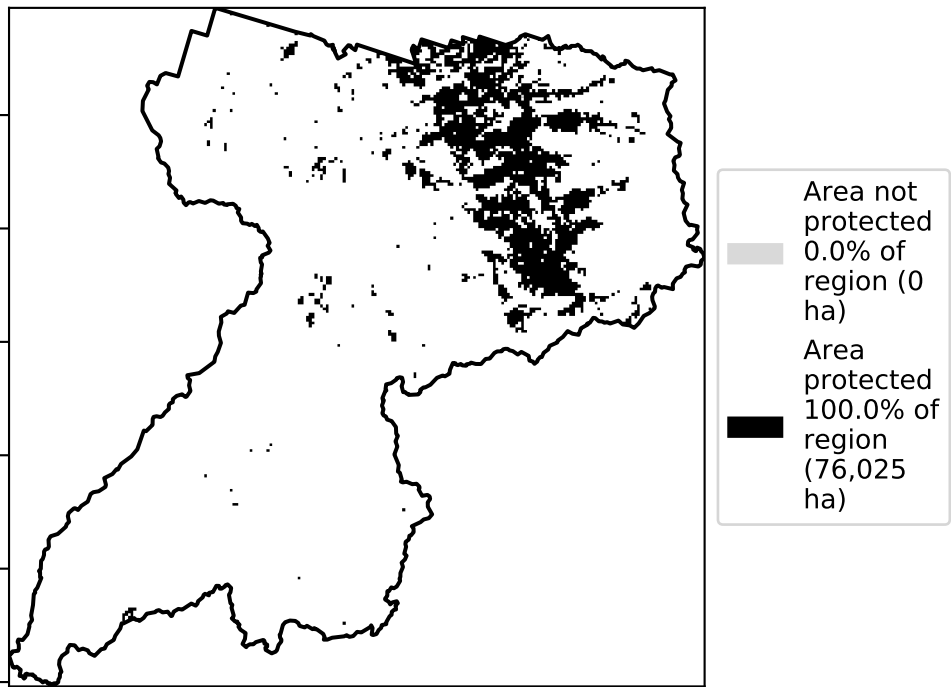 Area not
protected
0.0% of
region (0
ha)
Area
protected
100.0% of
region
(76,025
ha)